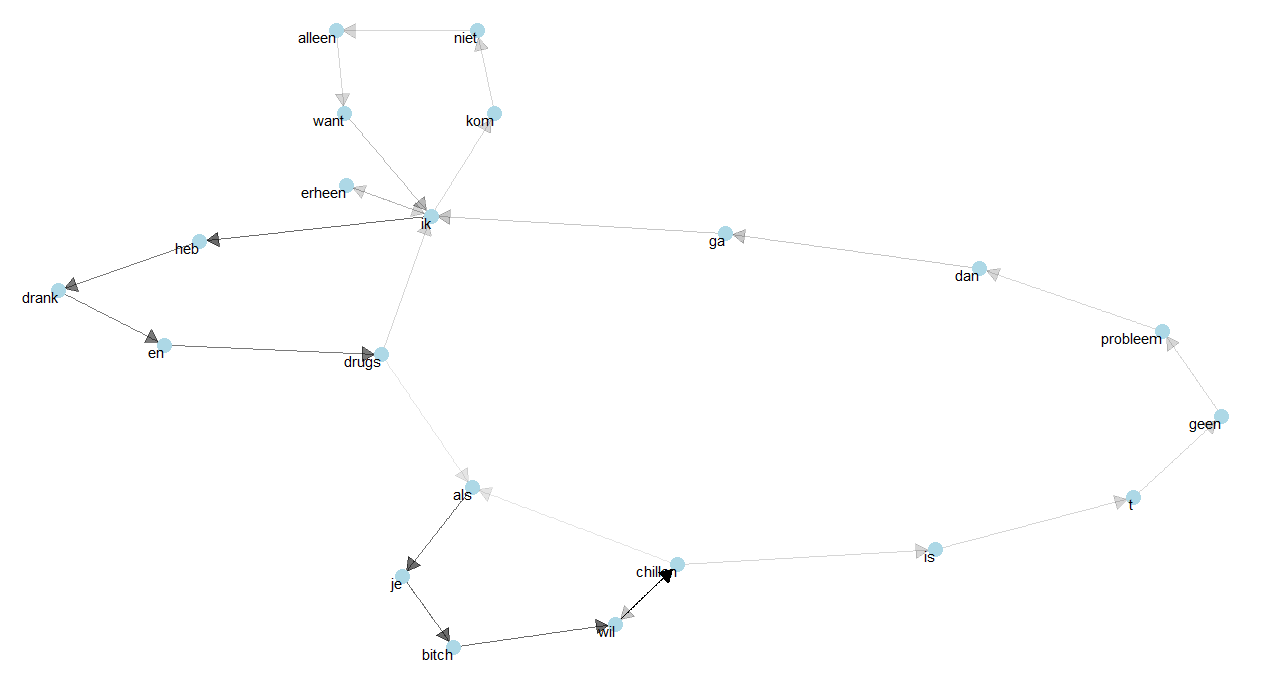 alleen
niet
want
kom
erheen
ik
ga
heb
dan
drank
probleem
en
drugs
geen
als
t
is
chillen
je
wil
bitch